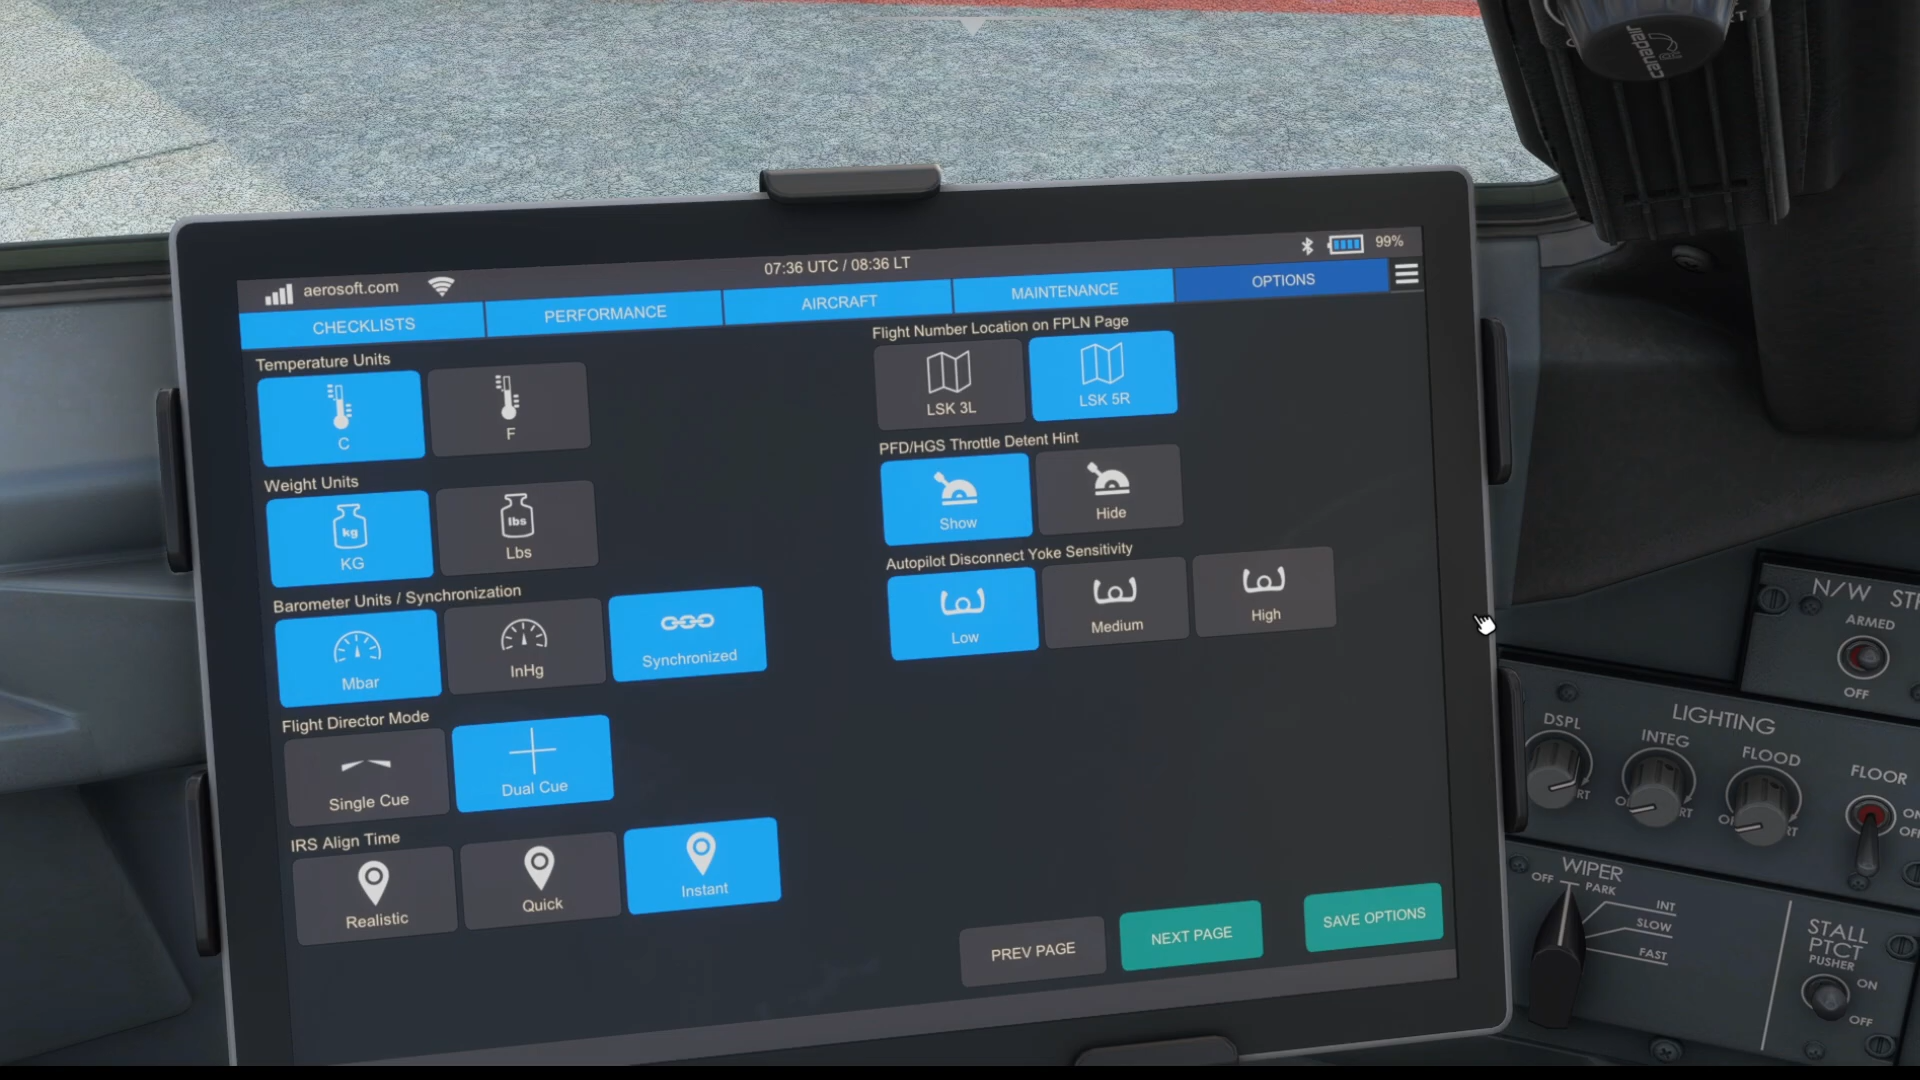 canadair
aerosoft.com
07:36 UTC / 08:36 LT
99%
CHECKLISTS
PERFORMANCE
AIRCRAFT
MAINTENANCE
OPTIONS
Temperature Units
C
F
Weight Units
kg
KG
lbs
Lbs
Barometer Units / Synchronization
Mbar
InHg
Synchronized
Flight Director Mode
Single Cue
Dual Cue
IRS Align Time
Realistic
Quick
Instant
Flight Number Location on FPLN Page
LSK 3L
LSK 5R
PFD/HGS Throttle Detent Hint
Show
Hide
Autopilot Disconnect Yoke Sensitivity
Low
Medium
High
PREV PAGE
NEXT PAGE
SAVE OPTIONS
N/W
ARMED
OFF
LIGHTING
DSPL
INTEG
FLOOD
FLOOR
WIPER
OFF
PARK
INT
SLOW
FAST
STALL
PTCT
PUSHER
ON
OFF